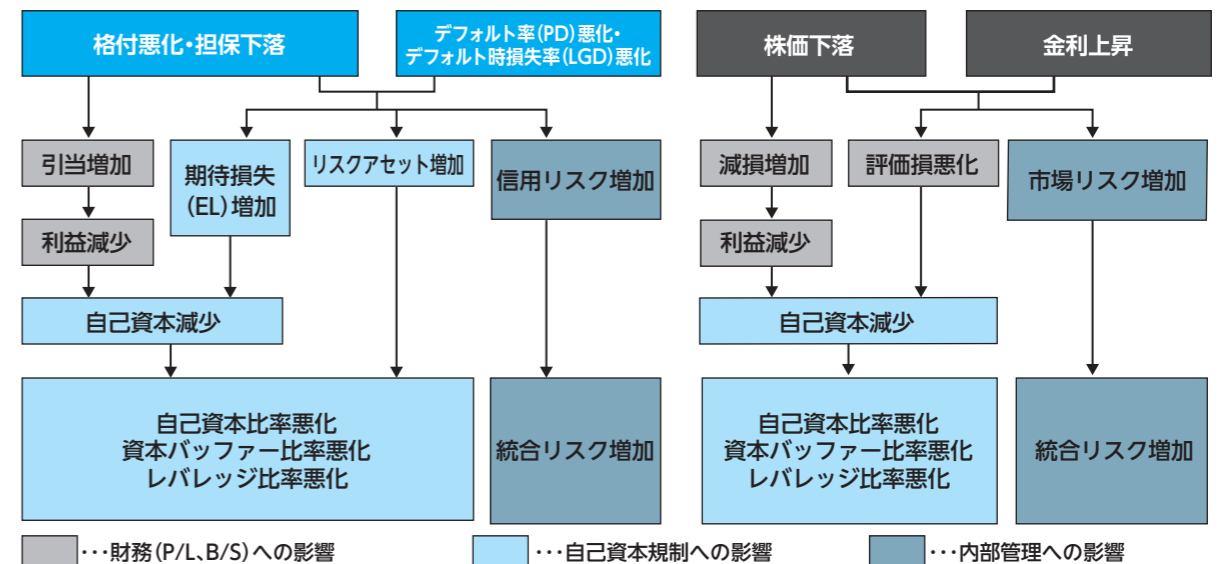 格付悪化・担保下落
デフォルト率(PD)悪化・
デフォルト時損失率(LGD)悪化
株価下落
金利上昇
引当増加
期待損失
(EL)増加
リスクアセット増加
信用リスク増加
利益減少
自己資本減少
減損増加
評価損悪化
市場リスク増加
利益減少
自己資本減少
自己資本比率悪化
資本バッファー比率悪化
レバレッジ比率悪化
統合リスク増加
自己資本比率悪化
資本バッファー比率悪化
レバレッジ比率悪化
統合リスク増加
・・・財務(P/L、B/S)への影響
・・・自己資本規制への影響
・・・内部管理への影響